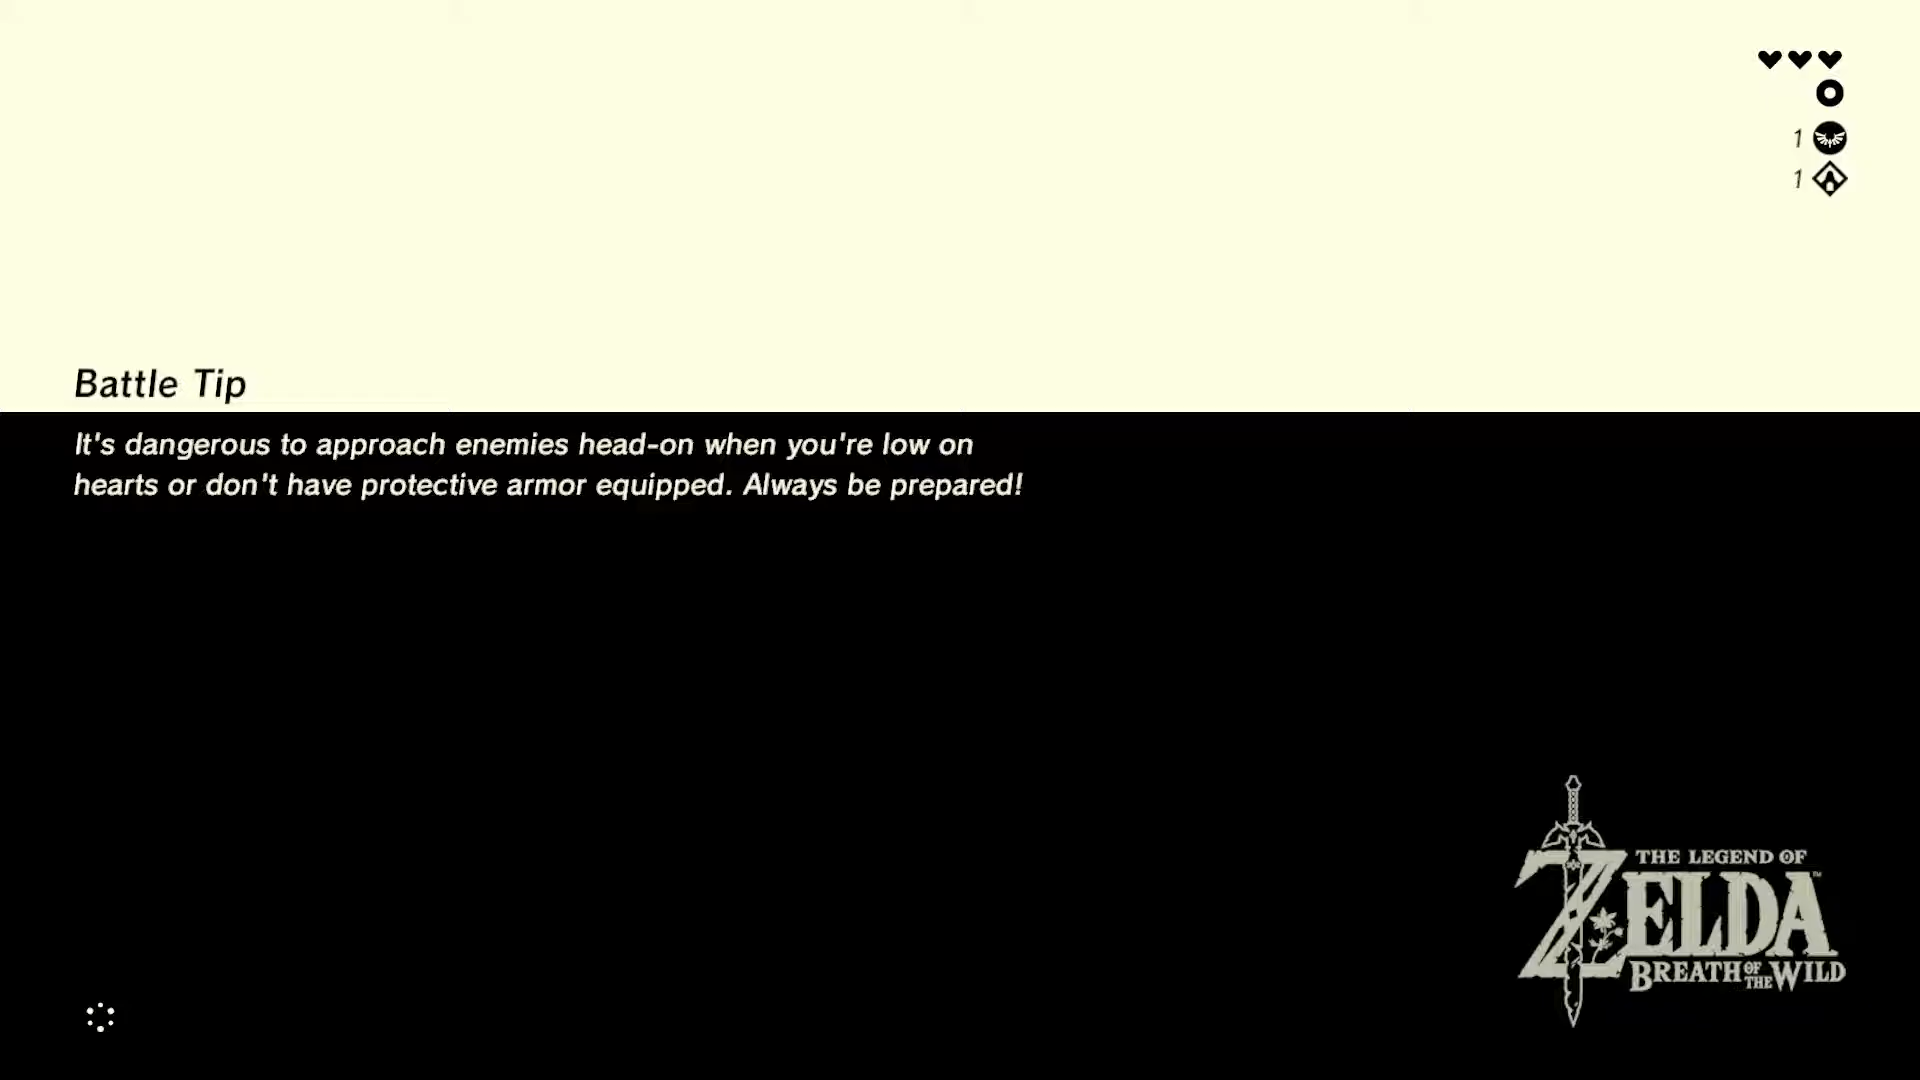 1
1
Battle Tip
It's dangerous to approach enemies head-on when you're low on
hearts or don't have protective armor equipped. Always be prepared!
THE LEGEND OF
ZELDA™
BREATH OF THE WILD